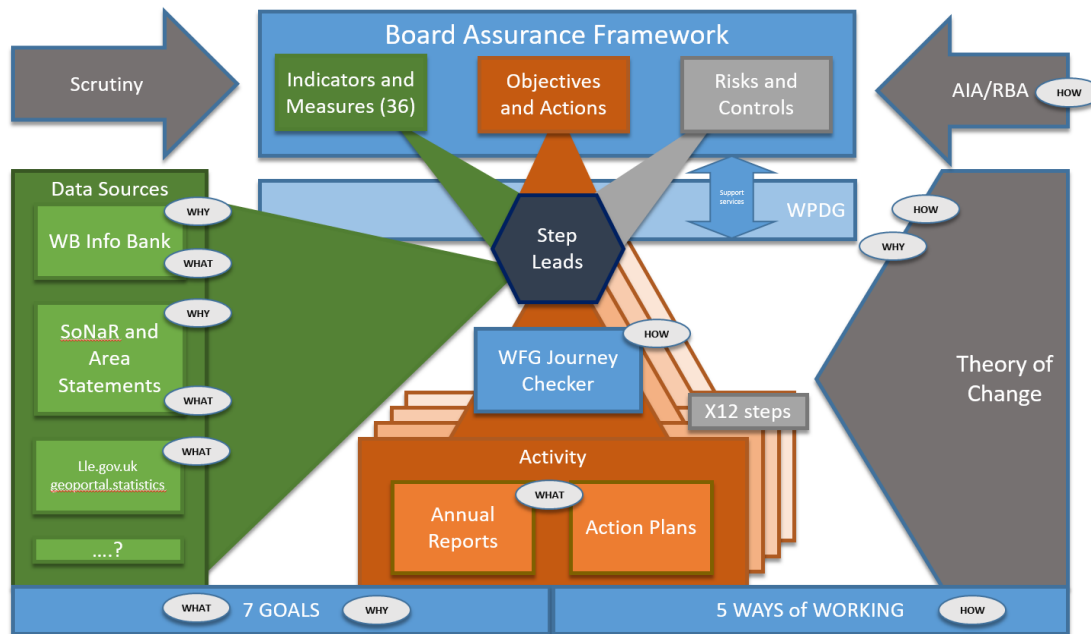 Board Assurance Framework
Scrutiny
Indicators and
Measures (36)
Objectives
and Actions
Risks and
Controls
AIA/RBA
HOW
Data Sources
WHY
WB Info Bank
WHAT
WHY
SoNaR and
Area
Statements
WHAT
WHAT
Lle.gov.uk
geoportal.statistics
....?
Support
services
WPDG
Step
Leads
HOW
WHY
HOW
WFG Journey
Checker
X12 steps
Theory of
Change
Activity
WHAT
Annual
Reports
Action Plans
WHAT
7 GOALS
WHY
5 WAYS of WORKING
HOW